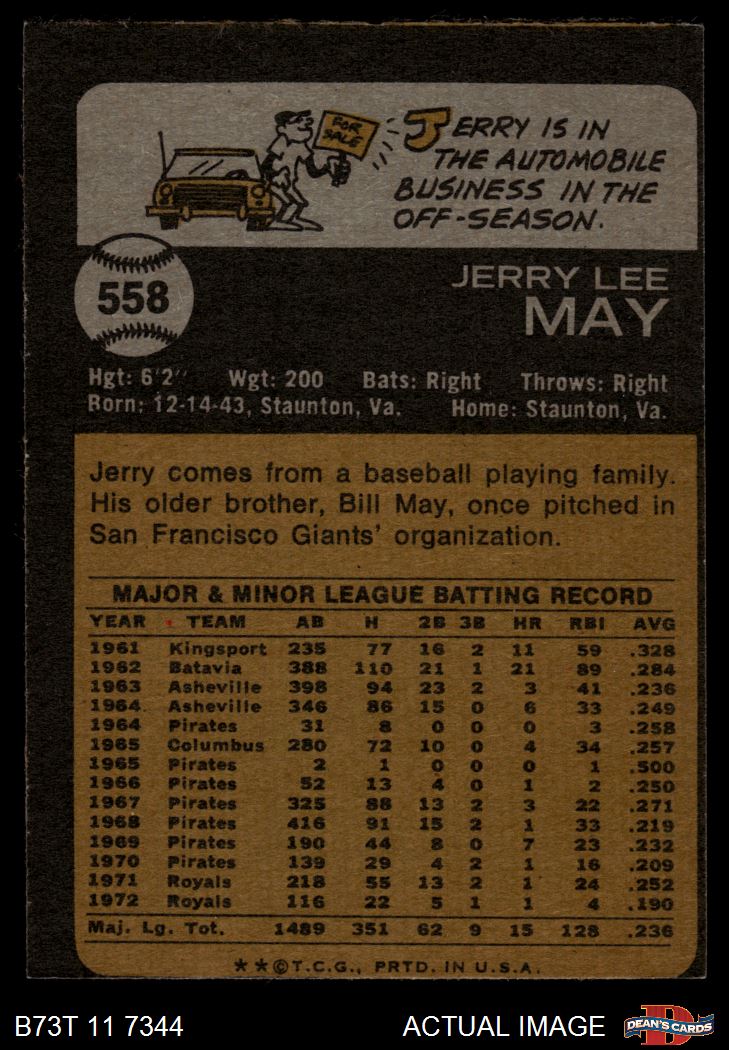 FOR
SALE
JERRY IS IN
THE AUTOMOBILE
BUSINESS IN THE
OFF-SEASON.
558
JERRY LEE
MAY
Hgt: 6'2" Wgt: 200 Bats: Right Throws: Right
Born: 12-14-43, Staunton, Va. Home: Staunton, Va.
Jerry comes from a baseball playing family.
His older brother, Bill May, once pitched in
San Francisco Giants' organization.
MAJOR & MINOR LEAGUE BATTING RECORD
YEAR TEAM AB H 2B 3B HR RBI AVG
1961 Kingsport 235 77 16 2 11 59 .328
1962 Batavia 388 110 21 1 21 89 .284
1963 Asheville 398 94 23 2 3 41 .236
1964 Asheville 346 86 15 0 6 33 .249
1964 Pirates 31 8 0 0 0 3 .258
1965 Columbus 280 72 10 0 4 34 .257
1965 Pirates 2 1 0 0 0 1 .500
1966 Pirates 52 13 4 0 1 2 .250
1967 Pirates 325 88 13 2 3 22 .271
1968 Pirates 416 91 15 2 1 33 .219
1969 Pirates 190 44 8 0 7 23 .232
1970 Pirates 139 29 4 2 1 16 .209
1971 Royals 218 55 13 2 1 24 .252
1972 Royals 116 22 5 1 1 4 .190
Maj. Lg. Tot. 1489 351 62 9 15 128 .236
**©T.C.G., PRTD. IN U.S.A.
B73T 11 7344 ACTUAL IMAGE
D
DEAN'S CARDS